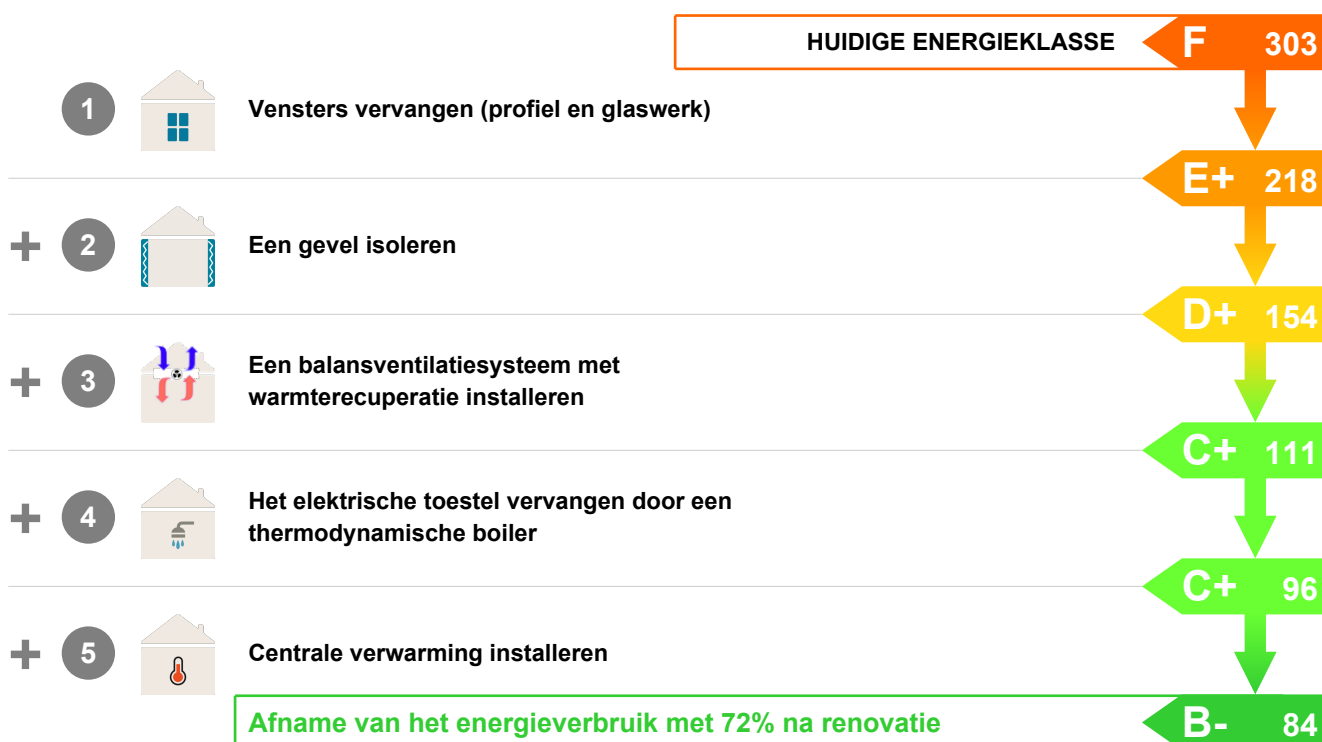 HUIDIGE ENERGIEKLASSE F 303
1 Vensters vervangen (profiel en glaswerk)
E+ 218
+ 2 Een gevel isoleren
D+ 154
+ 3 Een balansventilatiesysteem met
warmterecuperatie installeren
C+ 111
+ 4 Het elektrische toestel vervangen door een
thermodynamische boiler
C+ 96
+ 5 Centrale verwarming installeren
Afname van het energieverbruik met 72% na renovatie B- 84